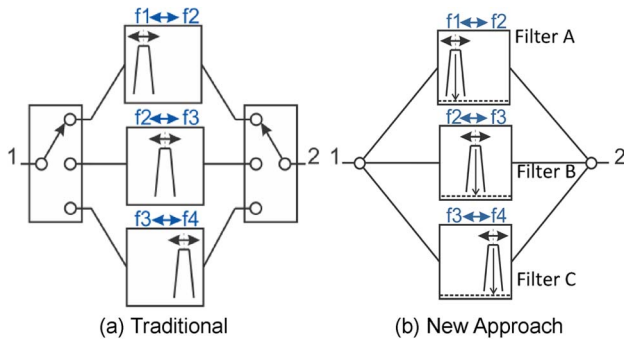 f1↔f2
f2↔f3
f3↔f4
1
2
(a) Traditional
f1↔f2
Filter A
f2↔f3
Filter B
f3↔f4
Filter C
1
2
(b) New Approach